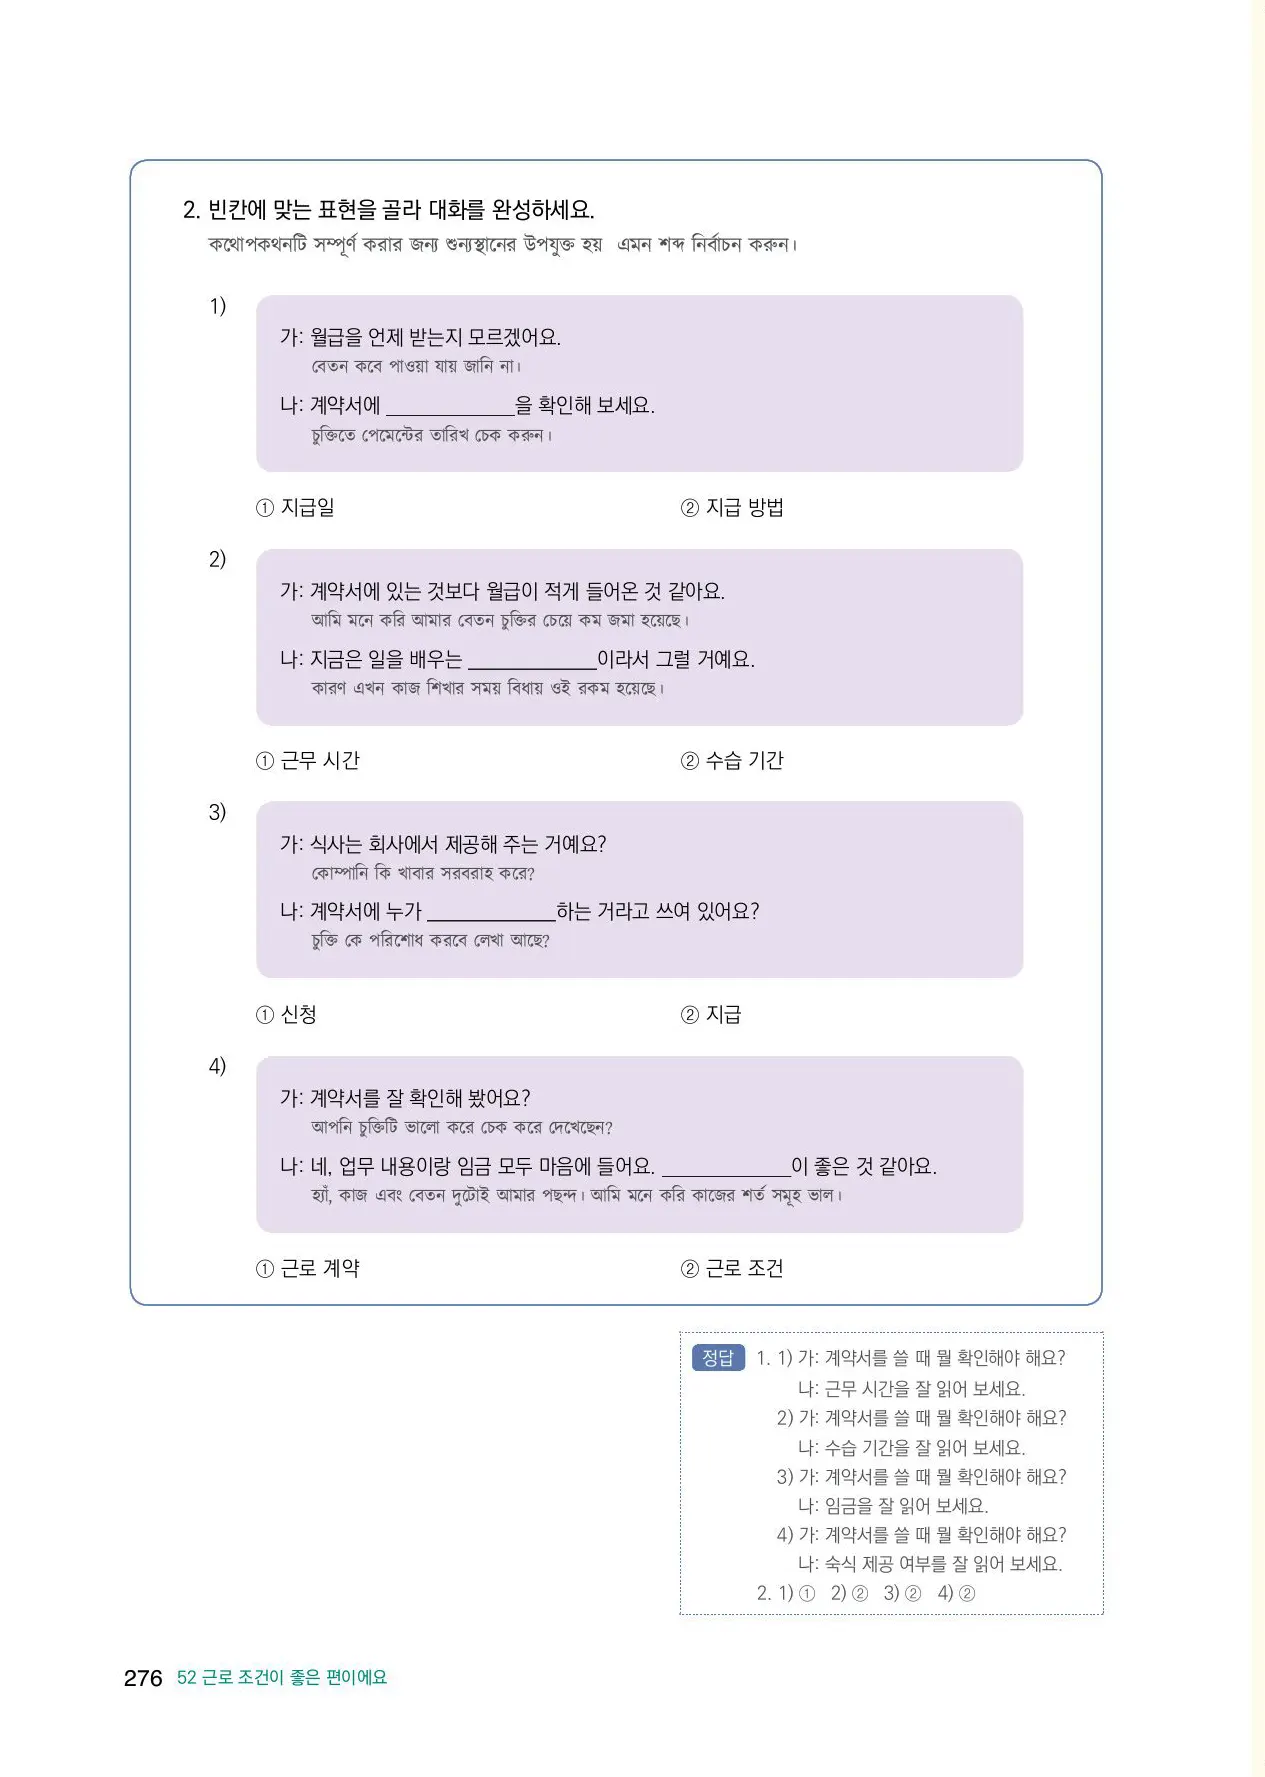 2. 빈칸에 맞는 표현을 골라 대화를 완성하세요.
কথোপকথনটি সম্পূর্ণ করার জন্য শুন্যস্থানের উপযুক্ত হয় এমন শব্দ নির্বাচন করুন।
1)
가: 월급을 언제 받는지 모르겠어요.
বেতন কবে পাওয়া যায় জানি না।
나: 계약서에 ____________을 확인해 보세요.
চুক্তিতে পেমেন্টের তারিখ চেক করুন।
① 지급일 ② 지급 방법
2)
가: 계약서에 있는 것보다 월급이 적게 들어온 것 같아요.
আমি মনে করি আমার বেতন চুক্তির চেয়ে কম জমা হয়েছে।
나: 지금은 일을 배우는 ____________이라서 그럴 거예요.
কারণ এখন কাজ শিখার সময় বিধায় ওই রকম হয়েছে।
① 근무 시간 ② 수습 기간
3)
가: 식사는 회사에서 제공해 주는 거예요?
কোম্পানি কি খাবার সরবরাহ করে?
나: 계약서에 누가 ____________하는 거라고 쓰여 있어요?
চুক্তি কে পরিশোধ করবে লেখা আছে?
① 신청 ② 지급
4)
가: 계약서를 잘 확인해 봤어요?
আপনি চুক্তিটি ভালো করে চেক করে দেখেছেন?
나: 네, 업무 내용이랑 임금 모두 마음에 들어요. ____________이 좋은 것 같아요.
হ্যাঁ, কাজ এবং বেতন দুটোই আমার পছন্দ। আমি মনে করি কাজের শর্ত সমূহ ভাল।
① 근로 계약 ② 근로 조건
정답 1. 1) 가: 계약서를 쓸 때 뭘 확인해야 해요?
나: 근무 시간을 잘 읽어 보세요.
2) 가: 계약서를 쓸 때 뭘 확인해야 해요?
나: 수습 기간을 잘 읽어 보세요.
3) 가: 계약서를 쓸 때 뭘 확인해야 해요?
나: 임금을 잘 읽어 보세요.
4) 가: 계약서를 쓸 때 뭘 확인해야 해요?
나: 숙식 제공 여부를 잘 읽어 보세요.
2. 1) ① 2) ② 3) ② 4) ②
276 52 근로 조건이 좋은 편이에요